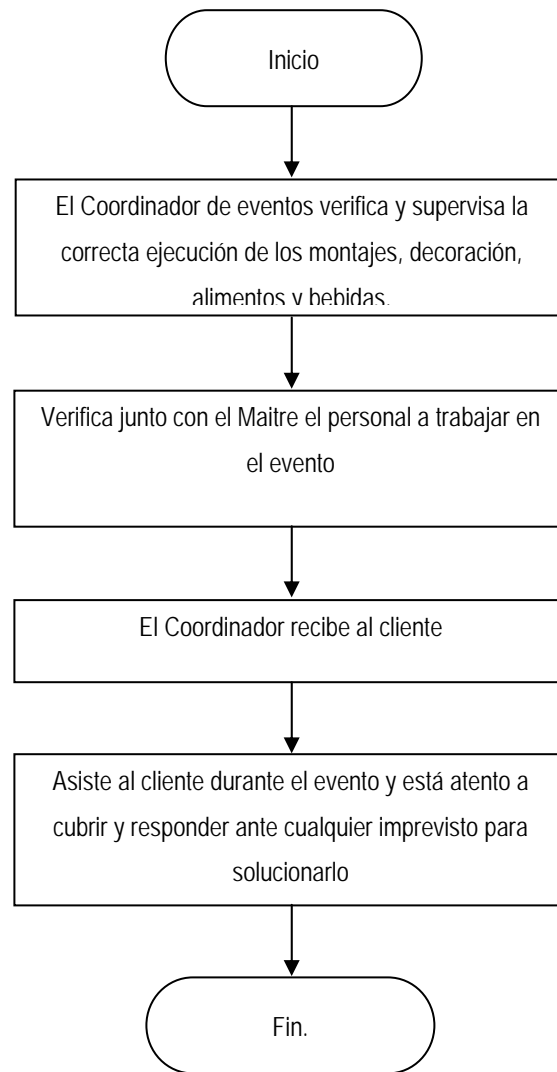 Inicio
El Coordinador de eventos verifica y supervisa la
correcta ejecución de los montajes, decoración,
alimentos y bebidas.
Verifica junto con el Maitre el personal a trabajar en
el evento
El Coordinador recibe al cliente
Asiste al cliente durante el evento y está atento a
cubrir y responder ante cualquier imprevisto para
solucionarlo
Fin.